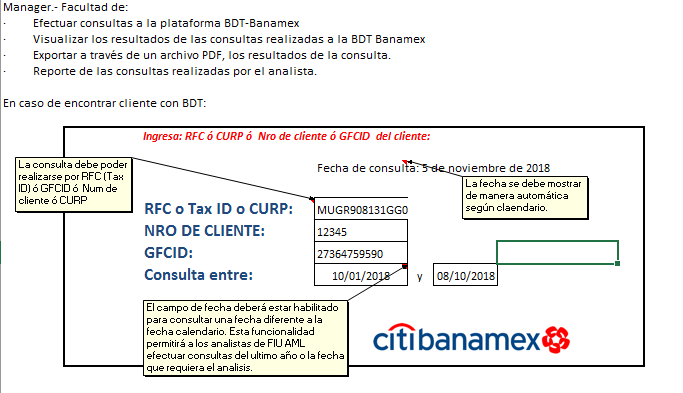 Manager.- Facultad de:
· Efectuar consultas a la plataforma BDT-Banamex
· Visualizar los resultados de las consultas realizadas a la BDT Banamex
· Exportar a través de un archivo PDF, los resultados de la consulta.
· Reporte de las consultas realizadas por el analista.
En caso de encontrar cliente con BDT:
Ingresa: RFC ó CURP ó Nro de cliente ó GFCID del cliente:
La consulta debe poder
realizarse por RFC (Tax
ID) ó GFCID ó Num de
cliente ó CURP
Fecha de consulta: 5 de noviembre de 2018
La fecha se debe mostrar
de manera automática
según claendario.
RFC o Tax ID o CURP: MUGR908131GG0
NRO DE CLIENTE: 12345
GFCID: 27364759590
Consulta entre: 10/01/2018 y 08/10/2018
El campo de fecha deberá estar habilitado
para consultar una fecha diferente a la
fecha calendario. Esta funcionalidad
permitirá a los analistas de FIU AML
efectuar consultas del ultimo año o la fecha
que requiera el analisis.
citibanamex